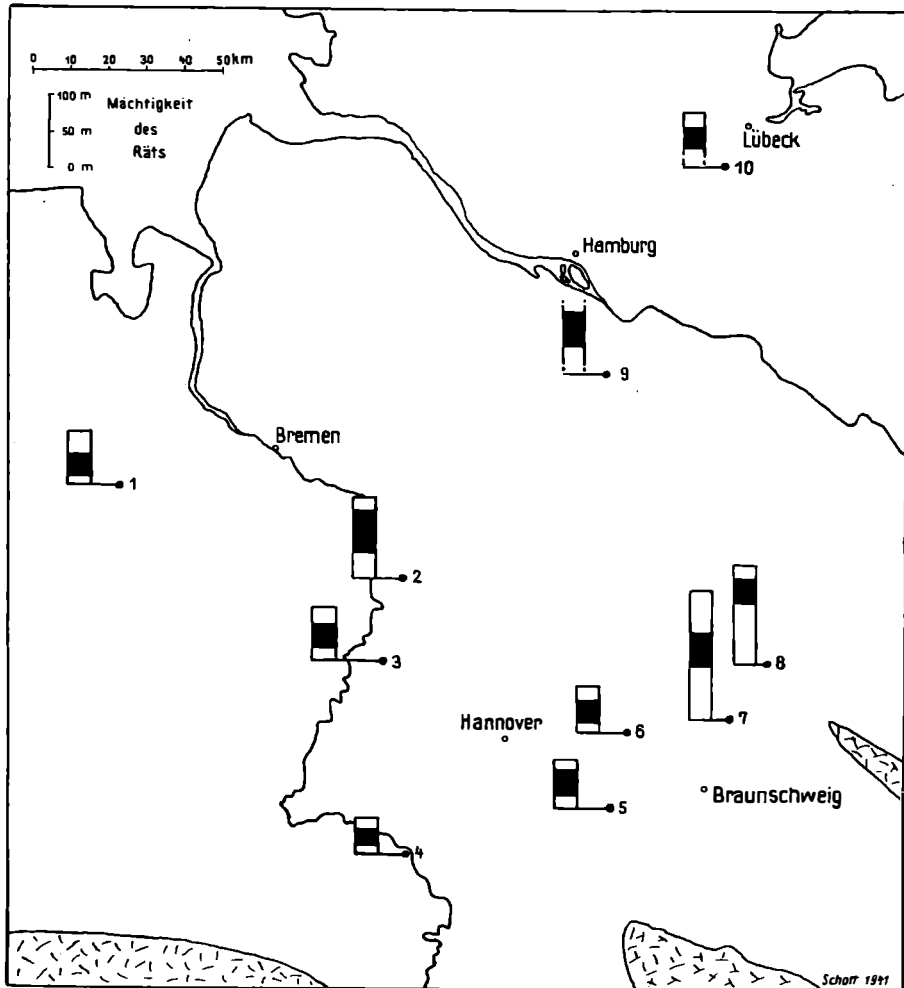 0 10 20 30 40 50km
100 m
50 m
0 m
Mächtigkeit
des
Räts
Lübeck
10
Hamburg
9
Bremen
1
2
3
8
7
Hannover
6
Braunschweig
5
4
Schott 1941